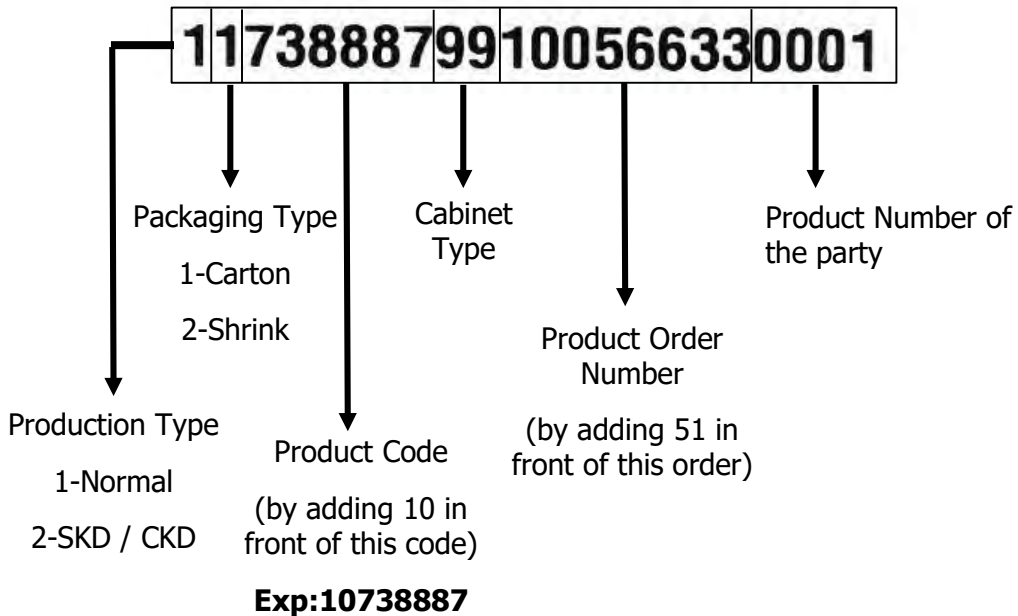 1173888799100566330001
Packaging Type
1-Carton
2-Shrink
Cabinet
Type
Product Number of
the party
Production Type
1-Normal
2-SKD / CKD
Product Code
(by adding 10 in
front of this code)
Exp:10738887
Product Order
Number
(by adding 51 in
front of this order)